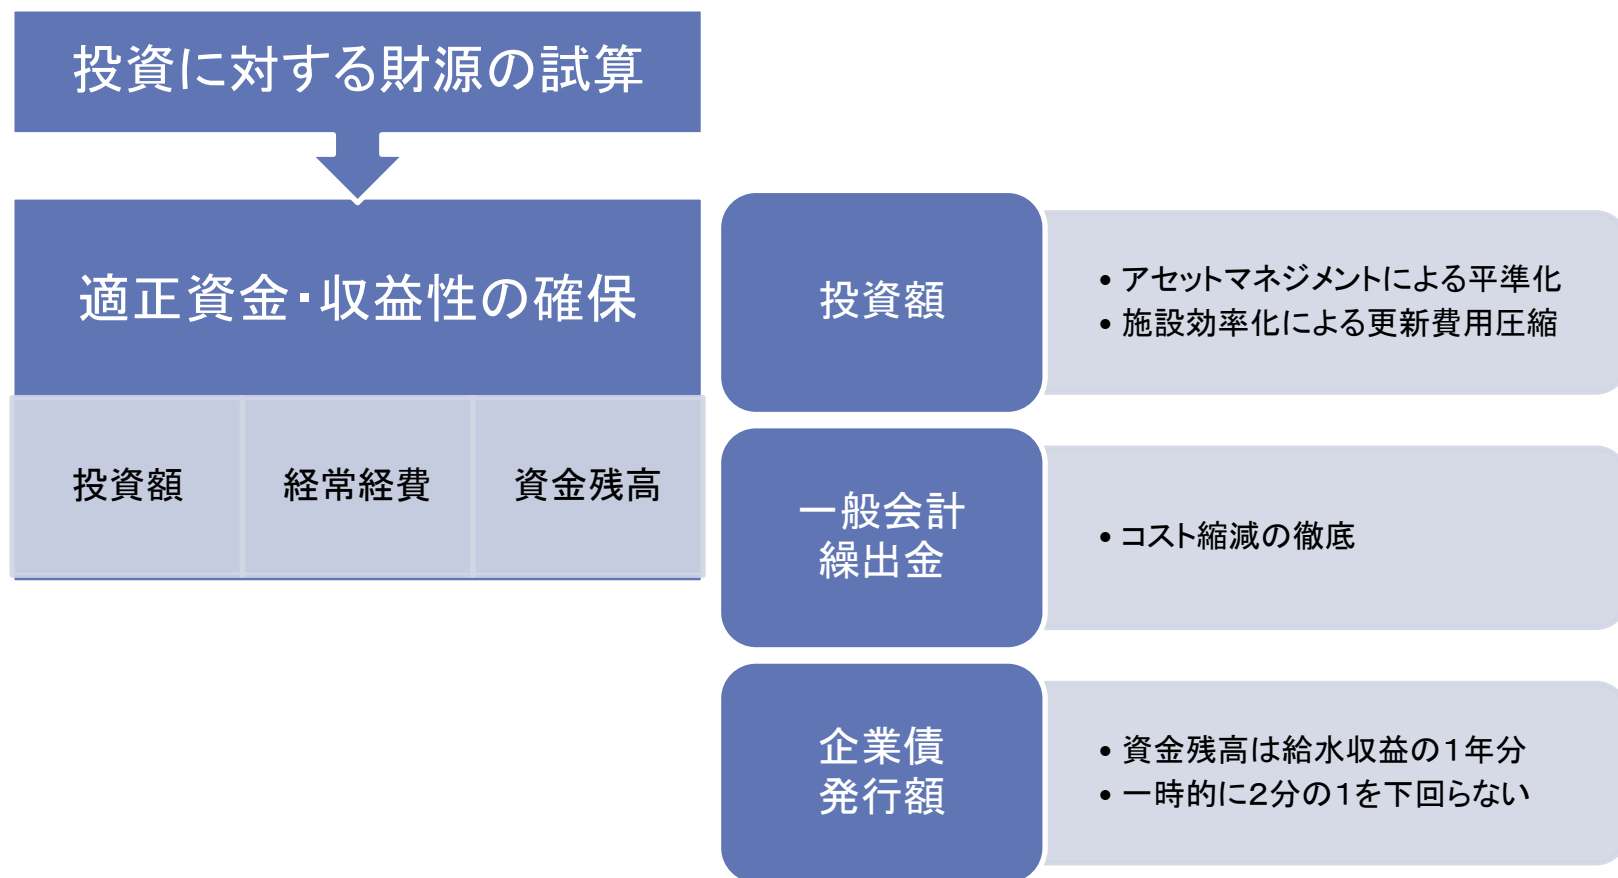 投資に対する財源の試算
適正資金・収益性の確保
投資額
経常経費
資金残高
投資額
• アセットマネジメントによる平準化
• 施設効率化による更新費用圧縮
一般会計
繰出金
• コスト縮減の徹底
企業債
発行額
• 資金残高は給水収益の１年分
• 一時的に２分の１を下回らない